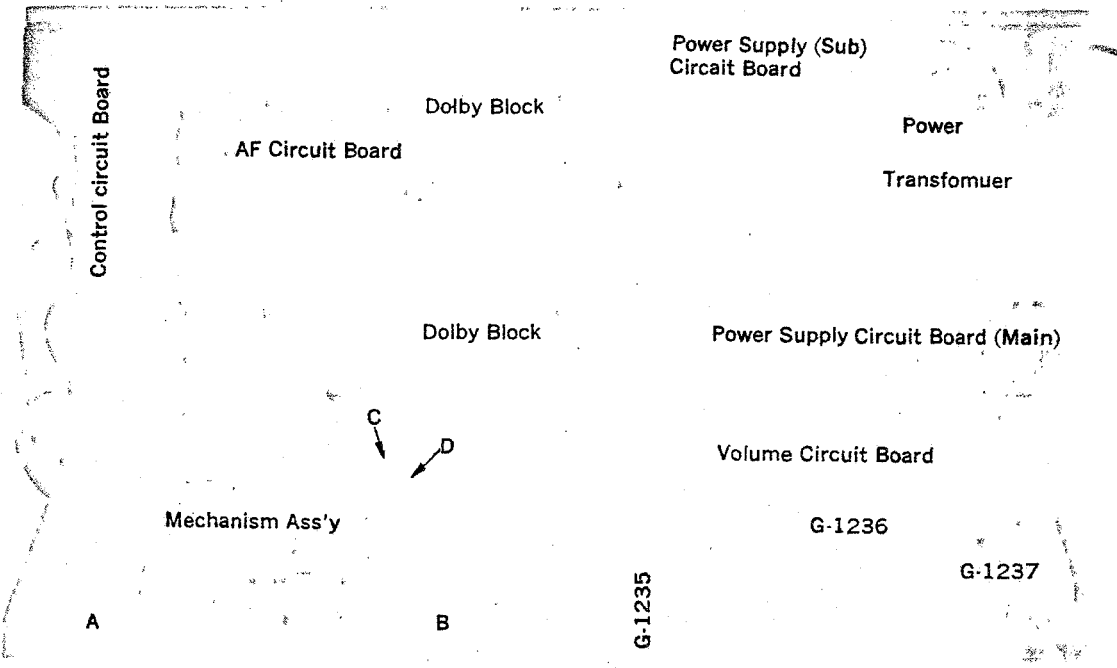 Power Supply (Sub)
Circait Board
Control circuit Board
Dolby Block
AF Circuit Board
Power
Transfomuer
Dolby Block
Power Supply Circuit Board (Main)
C
D
Volume Circuit Board
Mechanism Ass'y
G-1236
G-1237
G-1235
A
B